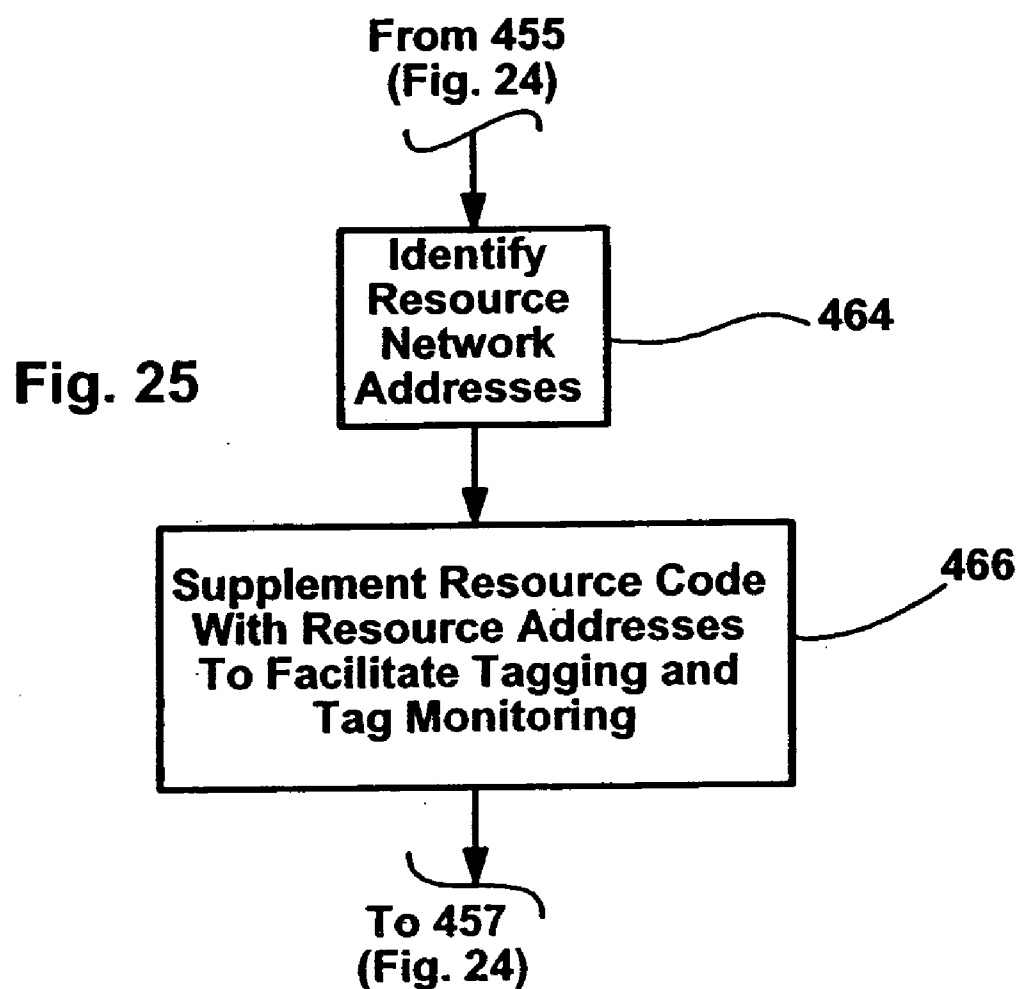 From 455
(Fig. 24)
Identify
Resource
Network
Addresses
464
Fig. 25
Supplement Resource Code
With Resource Addresses
To Facilitate Tagging and
Tag Monitoring
466
To 457
(Fig. 24)